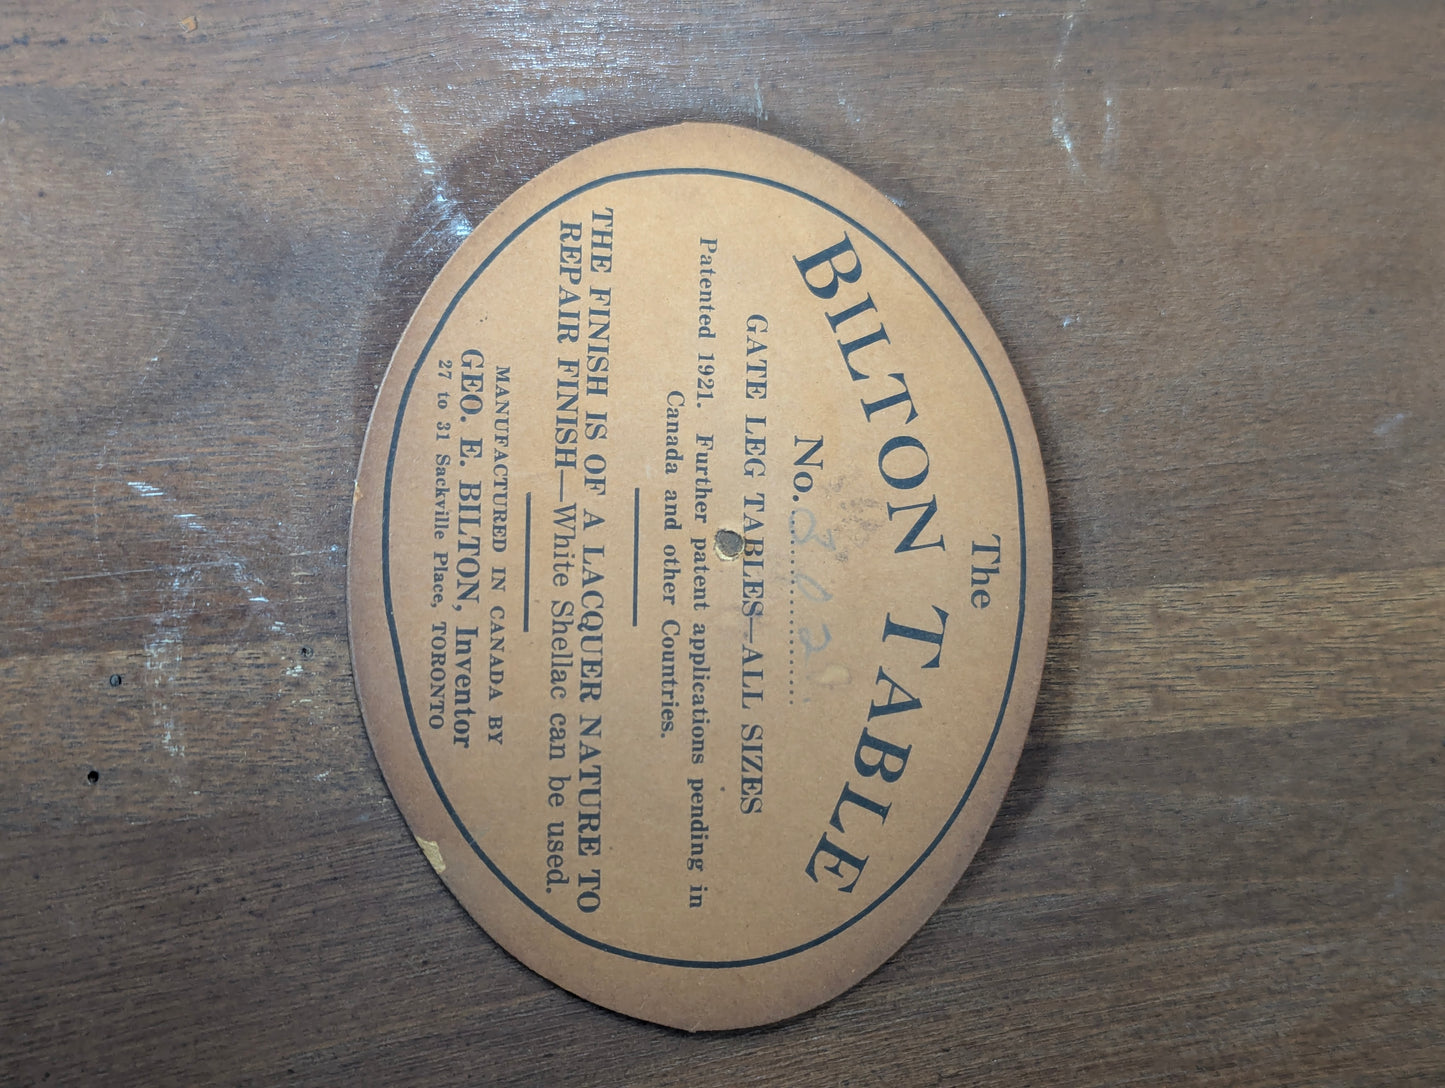 The
BILTON TABLE
No.
GATE LEG TABLES—ALL SIZES
Patented 1921. Further patent applications pending in
Canada and other Countries.
THE FINISH IS OF A LACQUER NATURE TO
REPAIR FINISH—White Shellac can be used.
MANUFACTURED IN CANADA BY
GEO. E. BILTON, Inventor
27 to 31 Sackville Place, TORONTO